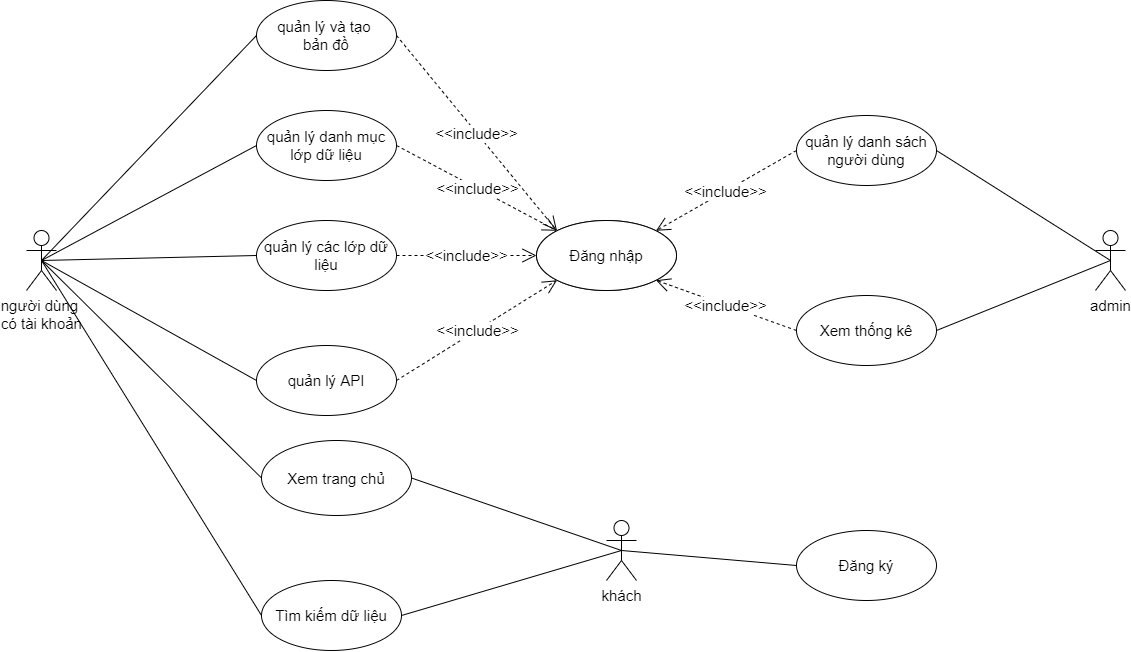 quản lý và tạo
bản đồ
<<include>>
quản lý danh mục
lớp dữ liệu
<<include>>
quản lý danh sách
người dùng
<<include>>
quản lý các lớp dữ
liệu
<<include>>
Đăng nhập
người dùng
có tài khoản
<<include>>
admin
<<include>>
Xem thống kê
quản lý API
Xem trang chủ
Đăng ký
khách
Tìm kiếm dữ liệu